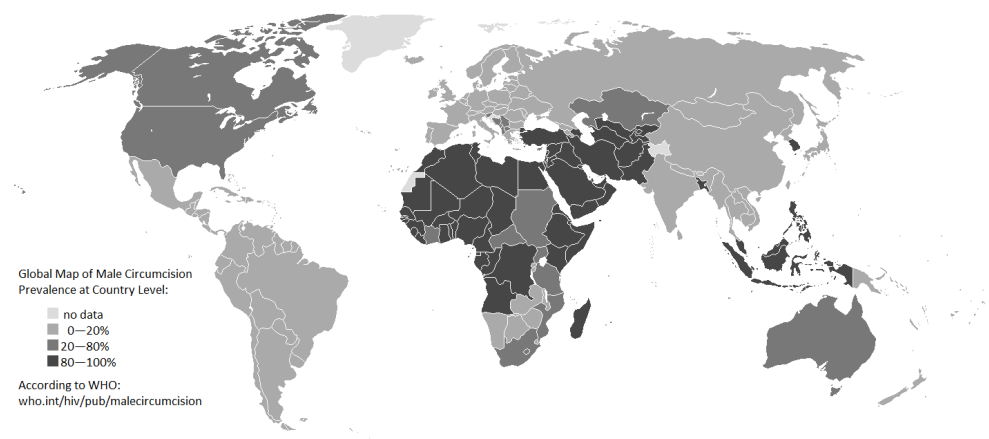 Global Map of Male Circumcision
Prevalence at Country Level:
no data
0—20%
20—80%
80—100%
According to WHO:
who.int/hiv/pub/malecircumcision